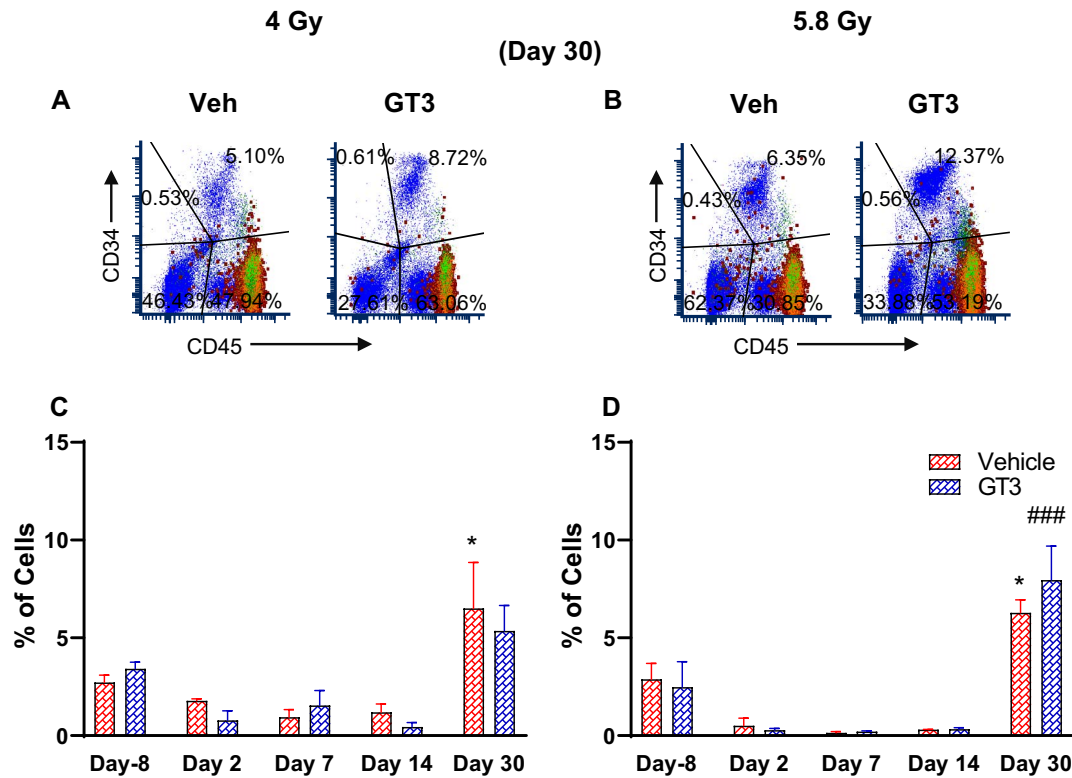 4 Gy 5.8 Gy
(Day 30)
A Veh GT3 B Veh GT3
5.10% 0.61% 8.72% 6.35% 12.37%
0.53% 0.43% 0.56%
CD34 CD34
46.43% 47.94% 27.61% 63.06% 62.37% 30.85% 33.88% 53.19%
CD45 CD45
C D
15 15
Vehicle
GT3
###
10 10
* *
% of Cells % of Cells
5 5
0 0
Day-8 Day 2 Day 7 Day 14 Day 30 Day-8 Day 2 Day 7 Day 14 Day 30